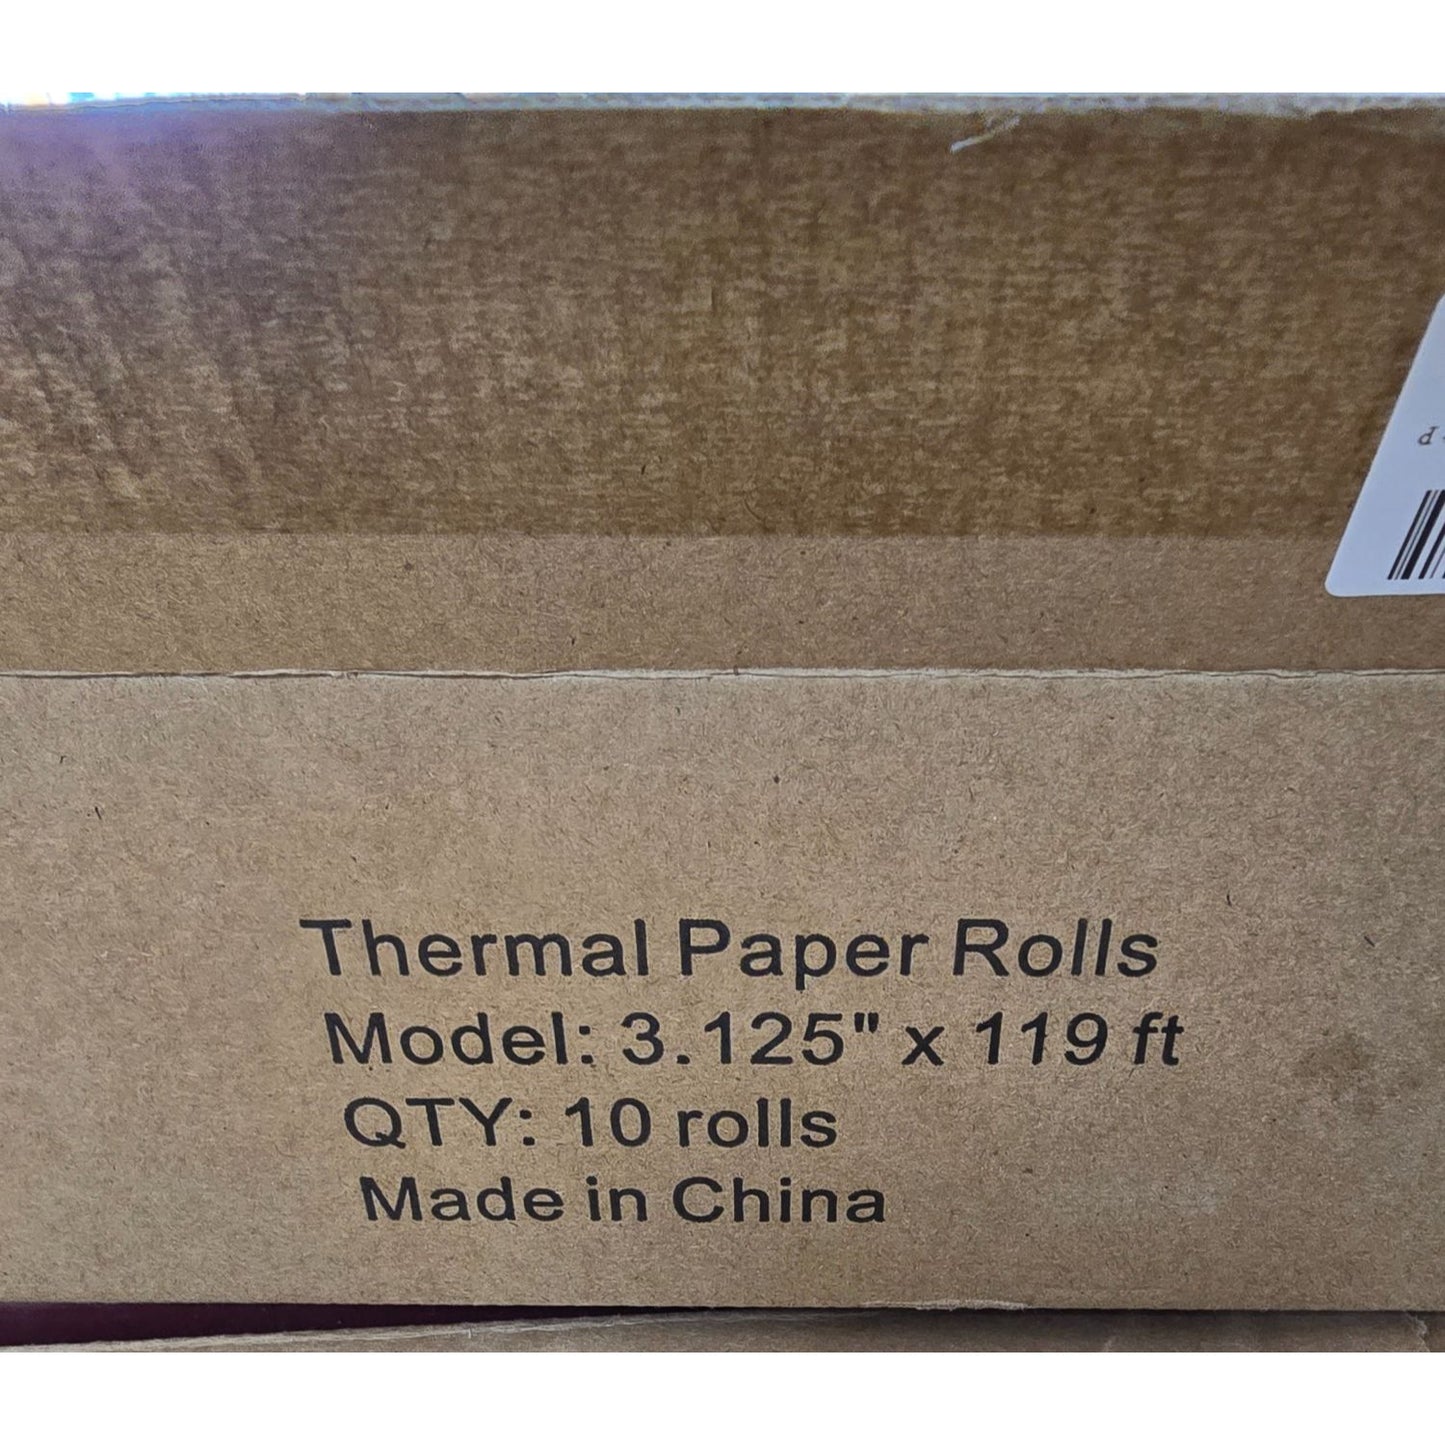 Thermal Paper Rolls
Model: 3.125" x 119 ft
QTY: 10 rolls
Made in China